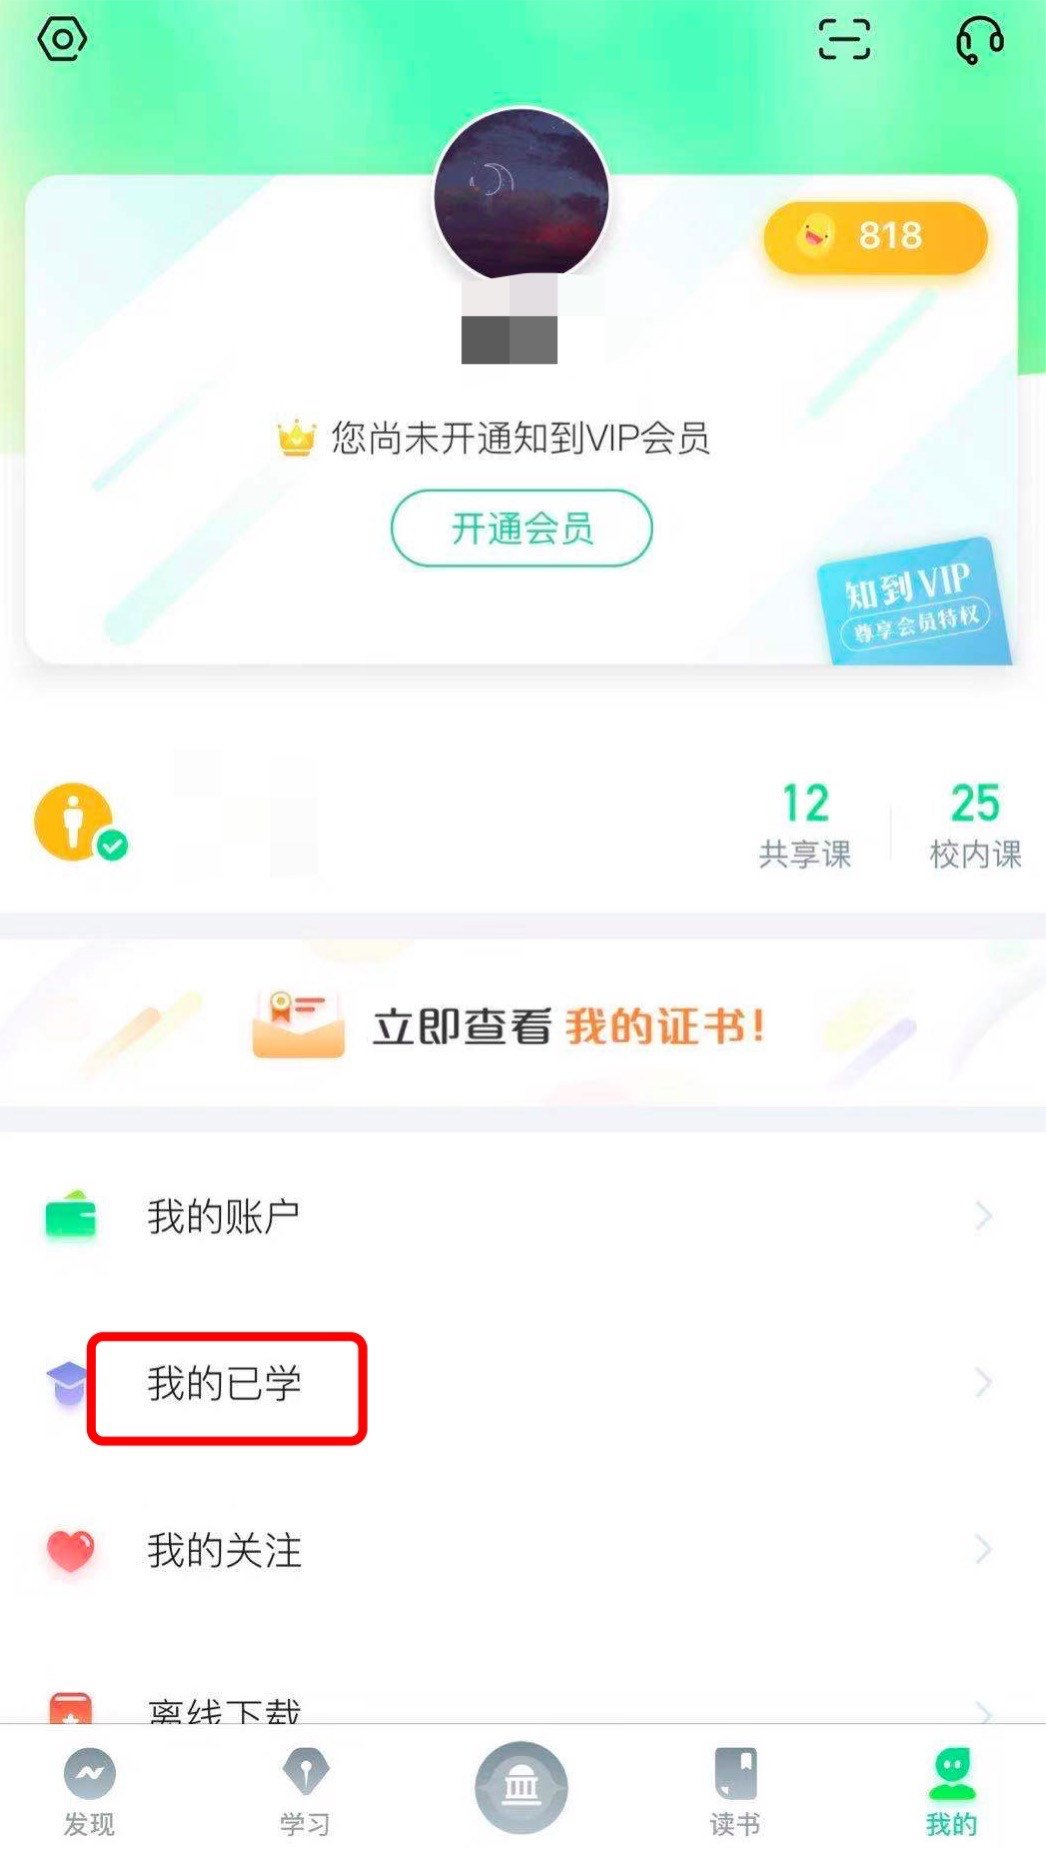 818
您尚未开通知到VIP会员
开通会员
知到VIP
尊享会员特权
12
共享课
25
校内课
立即查看 我的证书!
我的账户
我的已学
我的关注
离线下载
发现
学习
读书
我的